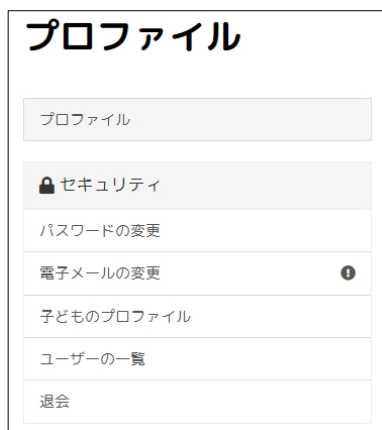 プロファイル
プロファイル
セキュリティ
パスワードの変更
電子メールの変更
子どものプロファイル
ユーザーの一覧
退会